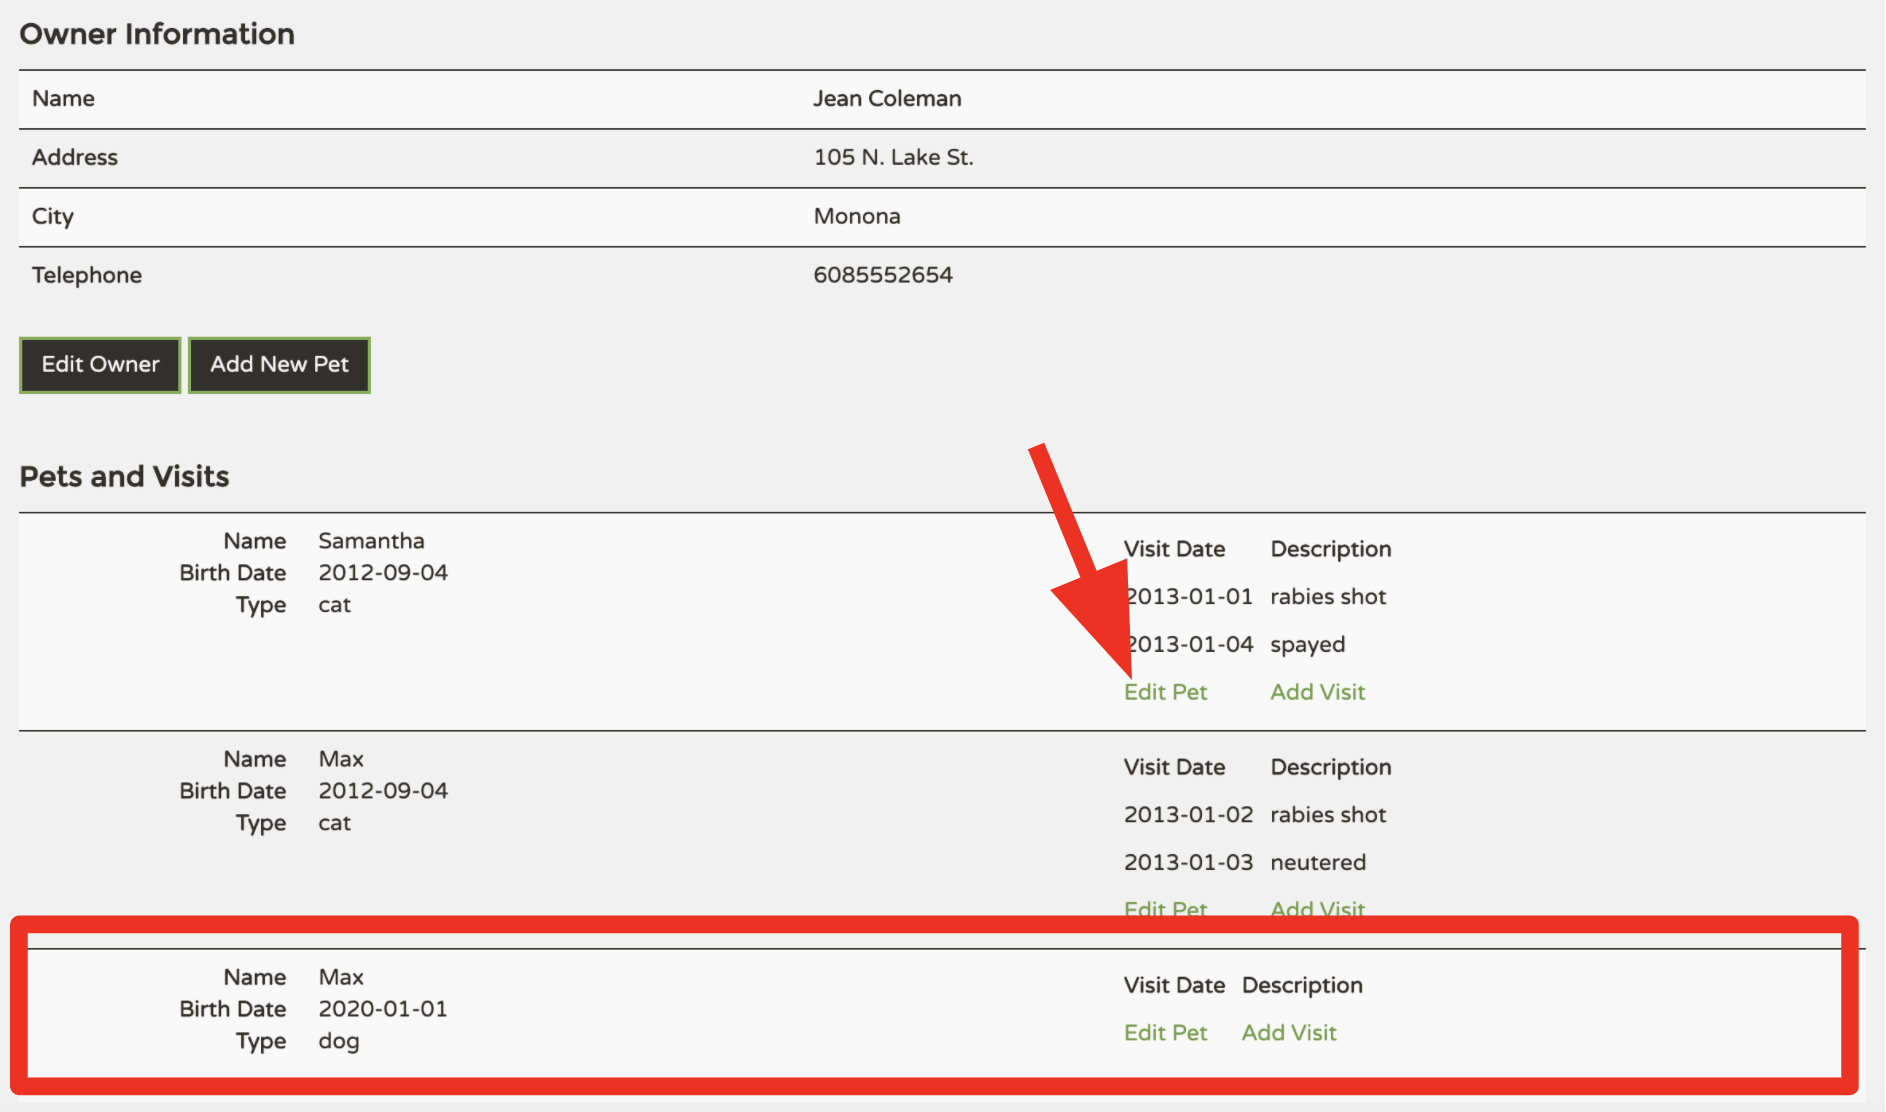 Owner Information
Name Jean Coleman
Address 105 N. Lake St.
City Monona
Telephone 6085552654
Edit Owner Add New Pet
Pets and Visits
Name Samantha
Birth Date 2012-09-04
Type cat
Visit Date Description
2013-01-01 rabies shot
2013-01-04 spayed
Edit Pet Add Visit
Name Max
Birth Date 2012-09-04
Type cat
Visit Date Description
2013-01-02 rabies shot
2013-01-03 neutered
Edit Pet Add Visit
Name Max
Birth Date 2020-01-01
Type dog
Visit Date Description
Edit Pet Add Visit